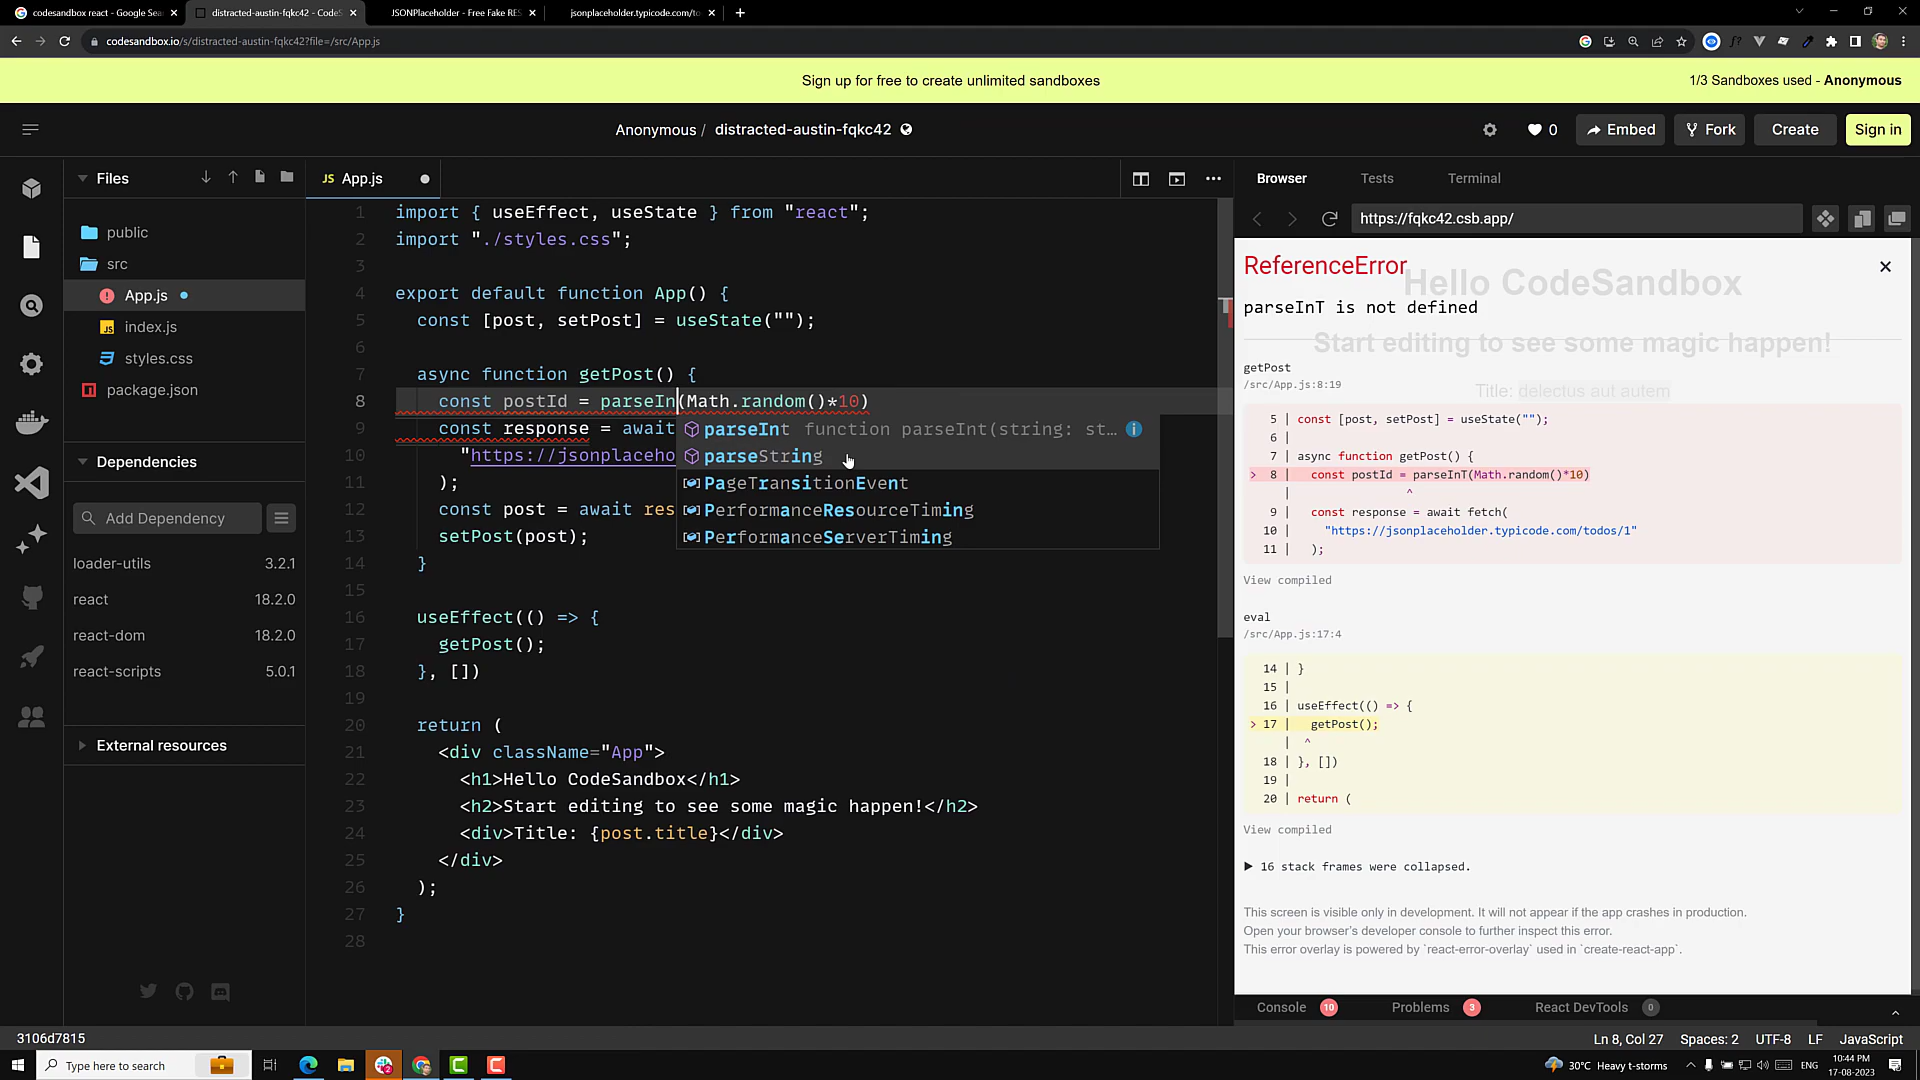 codesandbox react - Google Sea
distracted-austin-fqkc42 - CodeS
JSONPlaceholder - Free Fake RES
jsonplaceholder.typicode.com/to
codesandbox.io/s/distracted-austin-fqkc42?file=/src/App.js
Sign up for free to create unlimited sandboxes
1/3 Sandboxes used - Anonymous
Anonymous / distracted-austin-fqkc42
0
Embed
Fork
Create
Sign in
Files
public
src
App.js
index.js
styles.css
package.json
Dependencies
Add Dependency
loader-utils 3.2.1
react 18.2.0
react-dom 18.2.0
react-scripts 5.0.1
External resources
JS App.js
1 import { useEffect, useState } from "react";
2 import "./styles.css";
3
4 export default function App() {
5 const [post, setPost] = useState("");
6
7 async function getPost() {
8 const postId = parseIn(Math.random()*10)
9 const response = await
10 "https://jsonplaceho
11 );
12 const post = await res
13 setPost(post);
14 }
15
16 useEffect(() => {
17 getPost();
18 }, [])
19
20 return (
21 <div className="App">
22 <h1>Hello CodeSandbox</h1>
23 <h2>Start editing to see some magic happen!</h2>
24 <div>Title: {post.title}</div>
25 </div>
26 );
27 }
28
parseInt function parseInt(string: st...
parseString
PageTransitionEvent
PerformanceResourceTiming
PerformanceServerTiming
Browser
Tests
Terminal
https://fqkc42.csb.app/
ReferenceError
Hello CodeSandbox
parseInT is not defined
Start editing to see some magic happen!
getPost
/src/App.js:8:19
Title: delectus aut autem
5 | const [post, setPost] = useState("");
6 |
7 | async function getPost() {
> 8 | const postId = parseInT(Math.random()*10)
| ^
9 | const response = await fetch(
10 | "https://jsonplaceholder.typicode.com/todos/1"
11 | );
View compiled
eval
/src/App.js:17:4
14 | }
15 |
16 | useEffect(() => {
> 17 | getPost();
| ^
18 | }, [])
19 |
20 | return (
View compiled
▶ 16 stack frames were collapsed.
This screen is visible only in development. It will not appear if the app crashes in production.
Open your browser's developer console to further inspect this error.
This error overlay is powered by `react-error-overlay` used in `create-react-app`.
Console 10
Problems 3
React DevTools 0
3106d7815
Ln 8, Col 27
Spaces: 2
UTF-8
LF
JavaScript
Type here to search
30°C Heavy t-storms
ENG
10:44 PM
17-08-2023